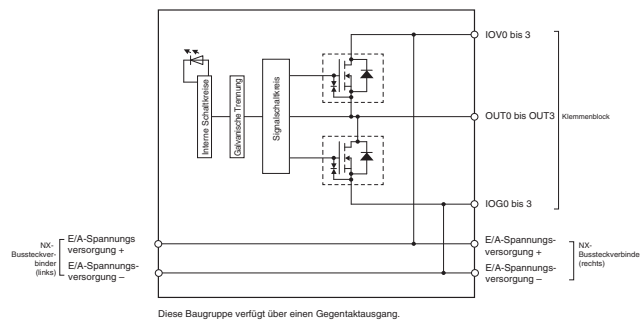 IOV0 bis 3
Interne Schaltkreise
Galvanische Trennung
Signalschaltkreis
OUT0 bis OUT3
Klemmenblock
IOG0 bis 3
NX-
Bussteckver-
binder
(links)
E/A-Spannungs
versorgung +
E/A-Spannungs-
versorgung –
E/A-Spannungs-
versorgung +
E/A-Spannungs-
versorgung –
NX-
Bussteckverbinde
(rechts)
Diese Baugruppe verfügt über einen Gegentaktausgang.